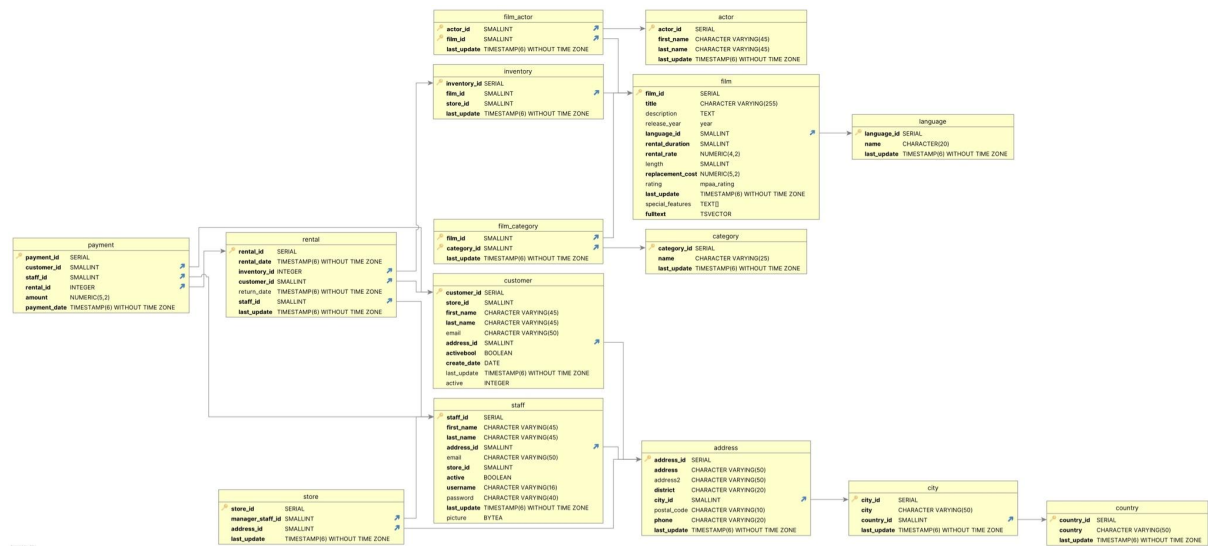 film_actor
actor_id SMALLINT
film_id SMALLINT
last_update TIMESTAMP(6) WITHOUT TIME ZONE
actor
actor_id SERIAL
first_name CHARACTER VARYING(45)
last_name CHARACTER VARYING(45)
last_update TIMESTAMP(6) WITHOUT TIME ZONE
inventory
inventory_id SERIAL
film_id SMALLINT
store_id SMALLINT
last_update TIMESTAMP(6) WITHOUT TIME ZONE
film
film_id SERIAL
title CHARACTER VARYING(255)
description TEXT
release_year year
language_id SMALLINT
rental_duration SMALLINT
rental_rate NUMERIC(4,2)
length SMALLINT
replacement_cost NUMERIC(5,2)
rating mpaa_rating
last_update TIMESTAMP(6) WITHOUT TIME ZONE
special_features TEXT[]
fulltext TSVECTOR
language
language_id SERIAL
name CHARACTER(20)
last_update TIMESTAMP(6) WITHOUT TIME ZONE
payment
payment_id SERIAL
customer_id SMALLINT
staff_id SMALLINT
rental_id INTEGER
amount NUMERIC(5,2)
payment_date TIMESTAMP(6) WITHOUT TIME ZONE
rental
rental_id SERIAL
rental_date TIMESTAMP(6) WITHOUT TIME ZONE
inventory_id INTEGER
customer_id SMALLINT
return_date TIMESTAMP(6) WITHOUT TIME ZONE
staff_id SMALLINT
last_update TIMESTAMP(6) WITHOUT TIME ZONE
film_category
film_id SMALLINT
category_id SMALLINT
last_update TIMESTAMP(6) WITHOUT TIME ZONE
category
category_id SERIAL
name CHARACTER VARYING(25)
last_update TIMESTAMP(6) WITHOUT TIME ZONE
customer
customer_id SERIAL
store_id SMALLINT
first_name CHARACTER VARYING(45)
last_name CHARACTER VARYING(45)
email CHARACTER VARYING(50)
address_id SMALLINT
activebool BOOLEAN
create_date DATE
last_update TIMESTAMP(6) WITHOUT TIME ZONE
active INTEGER
staff
staff_id SERIAL
first_name CHARACTER VARYING(45)
last_name CHARACTER VARYING(45)
address_id SMALLINT
email CHARACTER VARYING(50)
store_id SMALLINT
active BOOLEAN
username CHARACTER VARYING(16)
password CHARACTER VARYING(40)
last_update TIMESTAMP(6) WITHOUT TIME ZONE
picture BYTEA
store
store_id SERIAL
manager_staff_id SMALLINT
address_id SMALLINT
last_update TIMESTAMP(6) WITHOUT TIME ZONE
address
address_id SERIAL
address CHARACTER VARYING(50)
address2 CHARACTER VARYING(50)
district CHARACTER VARYING(20)
city_id SMALLINT
postal_code CHARACTER VARYING(10)
phone CHARACTER VARYING(20)
last_update TIMESTAMP(6) WITHOUT TIME ZONE
city
city_id SERIAL
city CHARACTER VARYING(50)
country_id SMALLINT
last_update TIMESTAMP(6) WITHOUT TIME ZONE
country
country_id SERIAL
country CHARACTER VARYING(50)
last_update TIMESTAMP(6) WITHOUT TIME ZONE